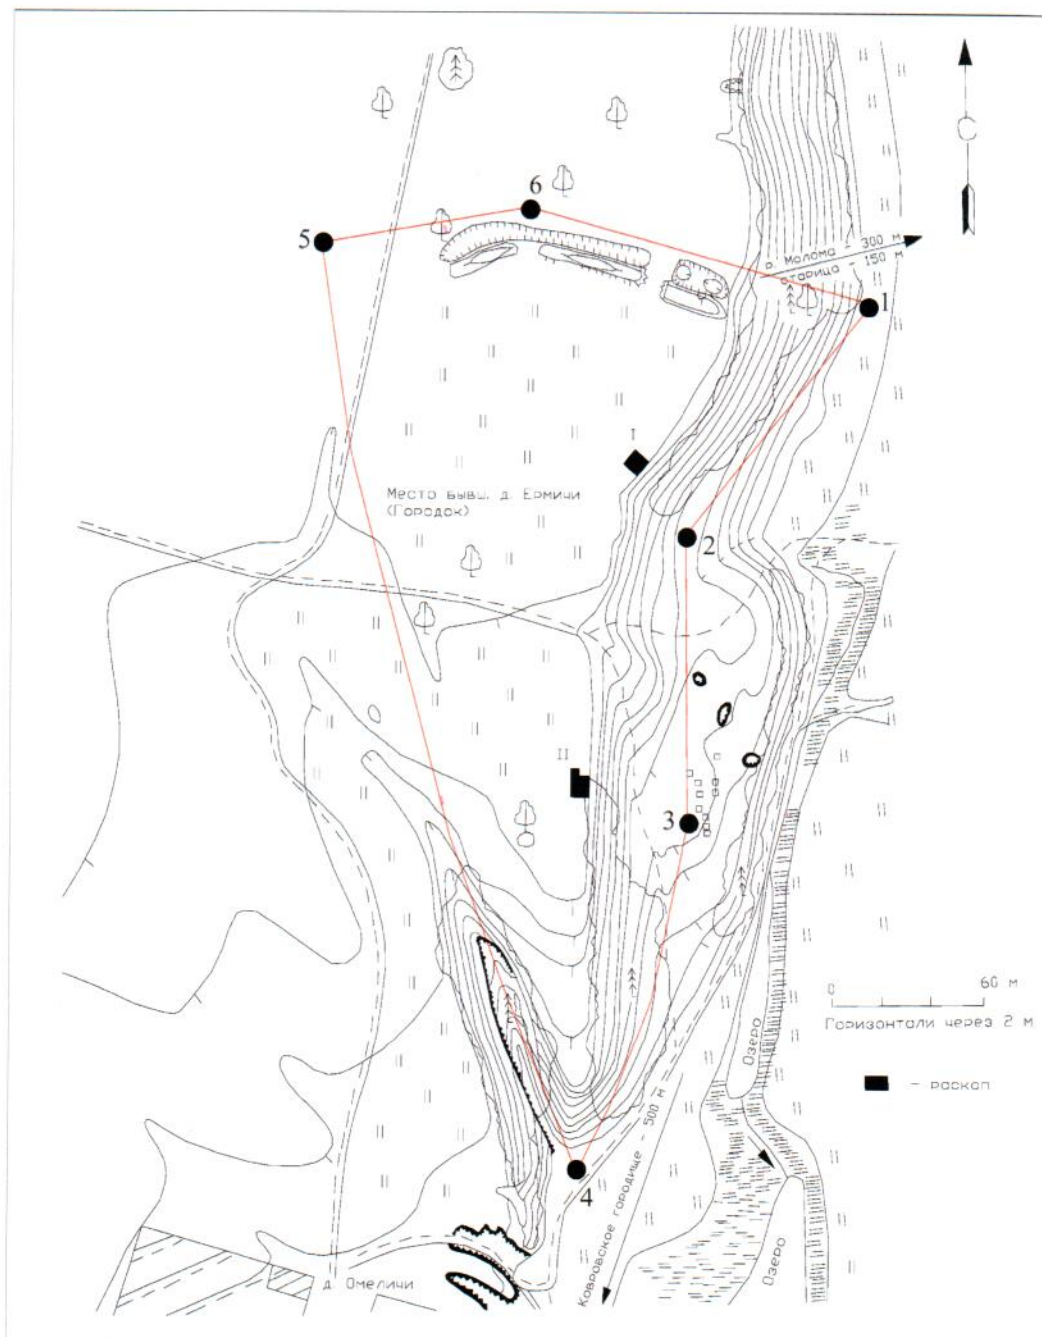 С
6
5
р. Молома - 300 м
старица - 150 м
1
I
Место бывш. д. Ермичи
(Городок)
2
II
3
0 60 м
Горизонтали через 2 м
Озеро
- раскоп
Ковровское городище - 500 м
4
Озеро
д. Омеличи